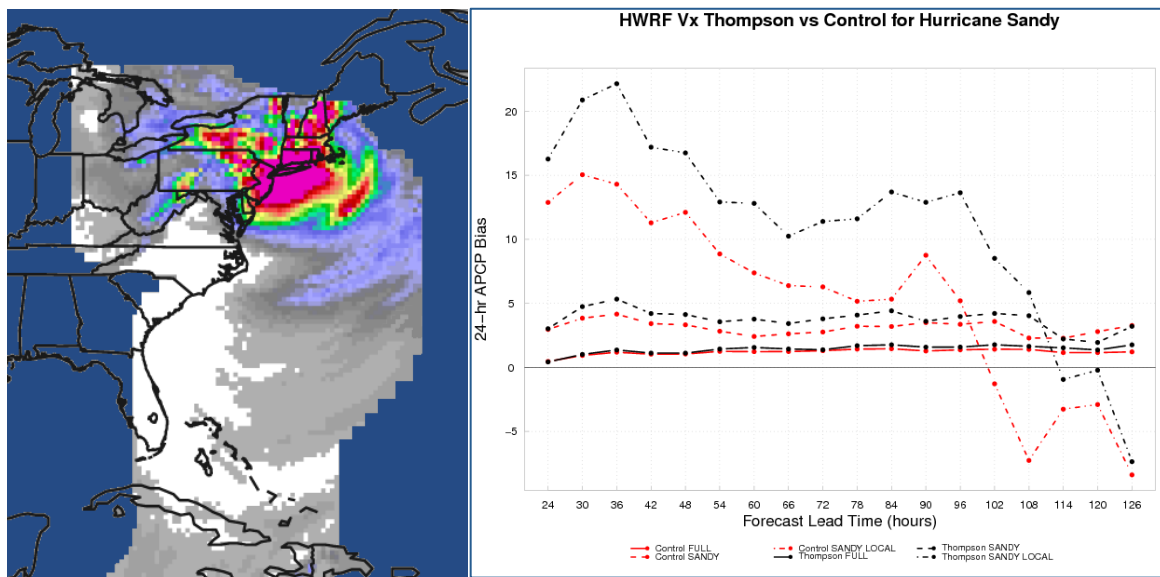 HWRF Vx Thompson vs Control for Hurricane Sandy
24-hr APCP Bias
20
15
10
5
0
-5
24 30 36 42 48 54 60 66 72 78 84 90 96 102 108 114 120 126
Forecast Lead Time (hours)
Control FULL Control SANDY LOCAL Thompson SANDY
Control SANDY Thompson FULL Thompson SANDY LOCAL